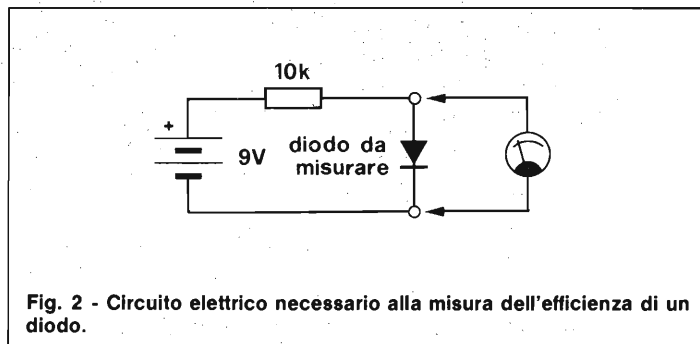 10k
+
9V
diodo da
misurare
Fig. 2 - Circuito elettrico necessario alla misura dell'efficienza di un
diodo.